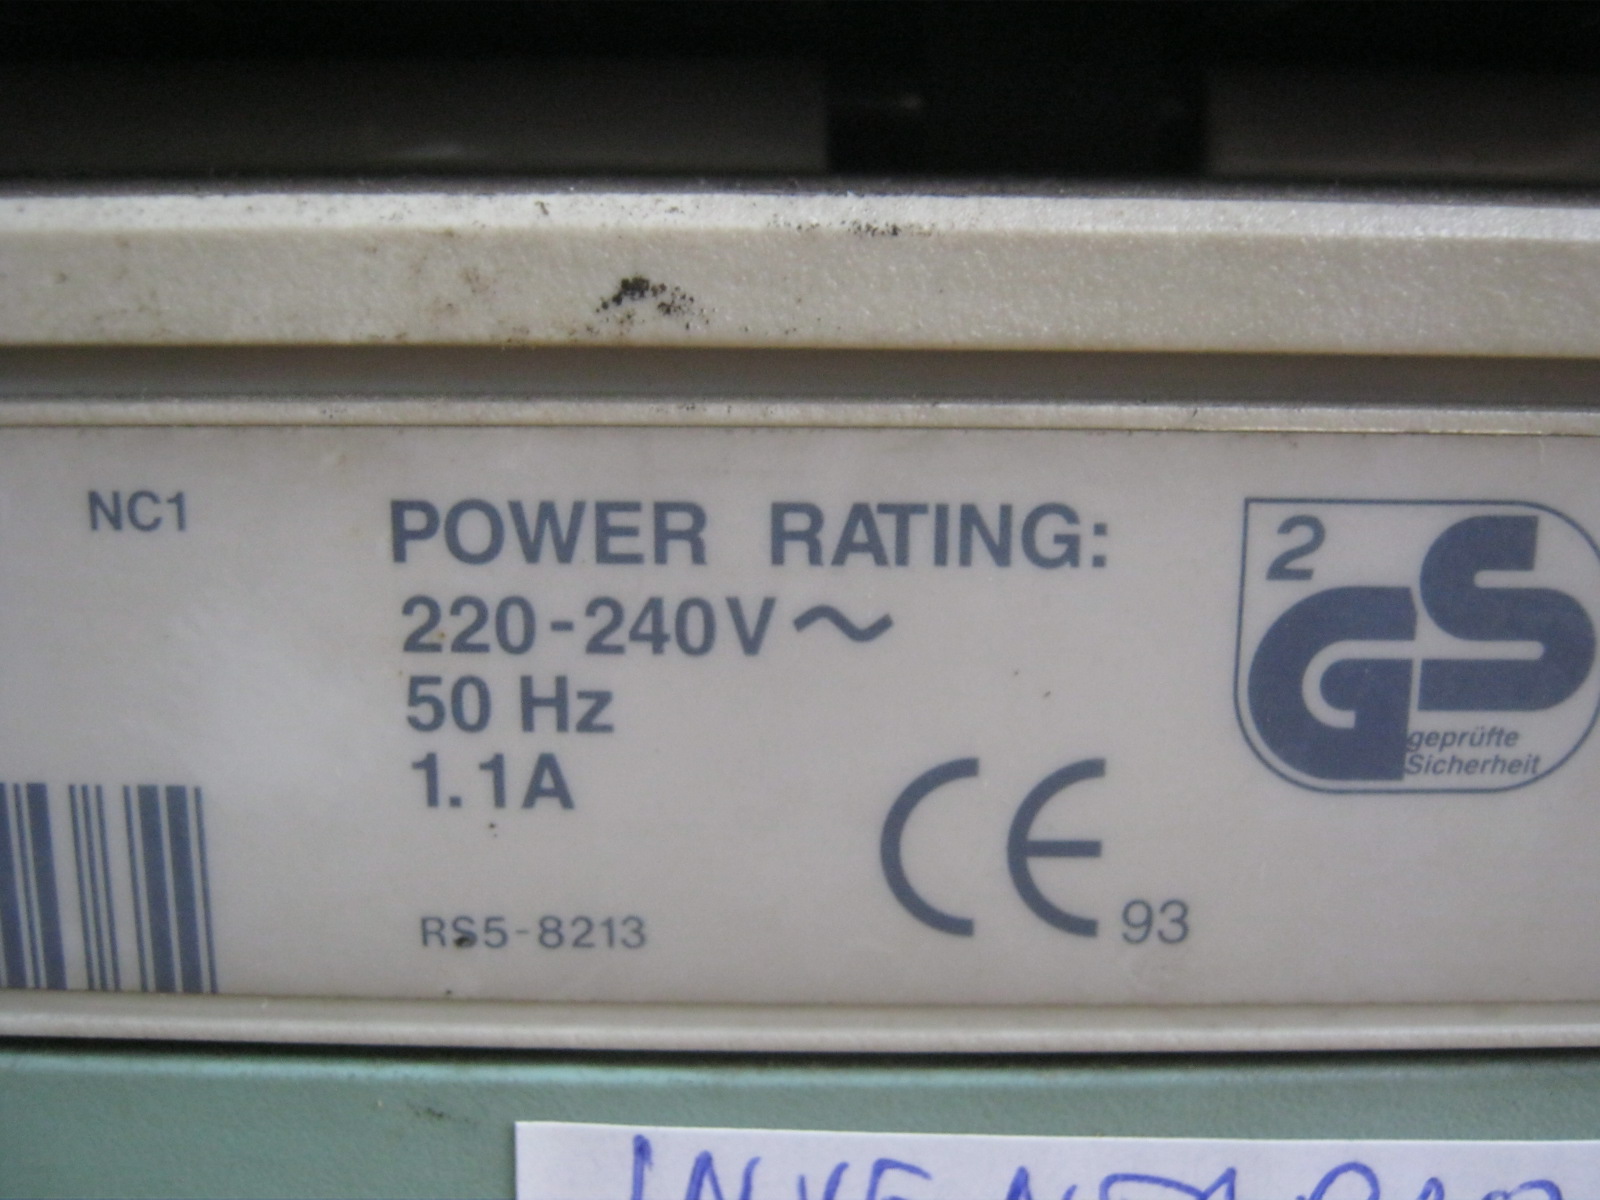 NC1
POWER RATING:
220-240V~
50 Hz
1.1A
RS5-8213
CE 93
2
GS
geprüfte
Sicherheit